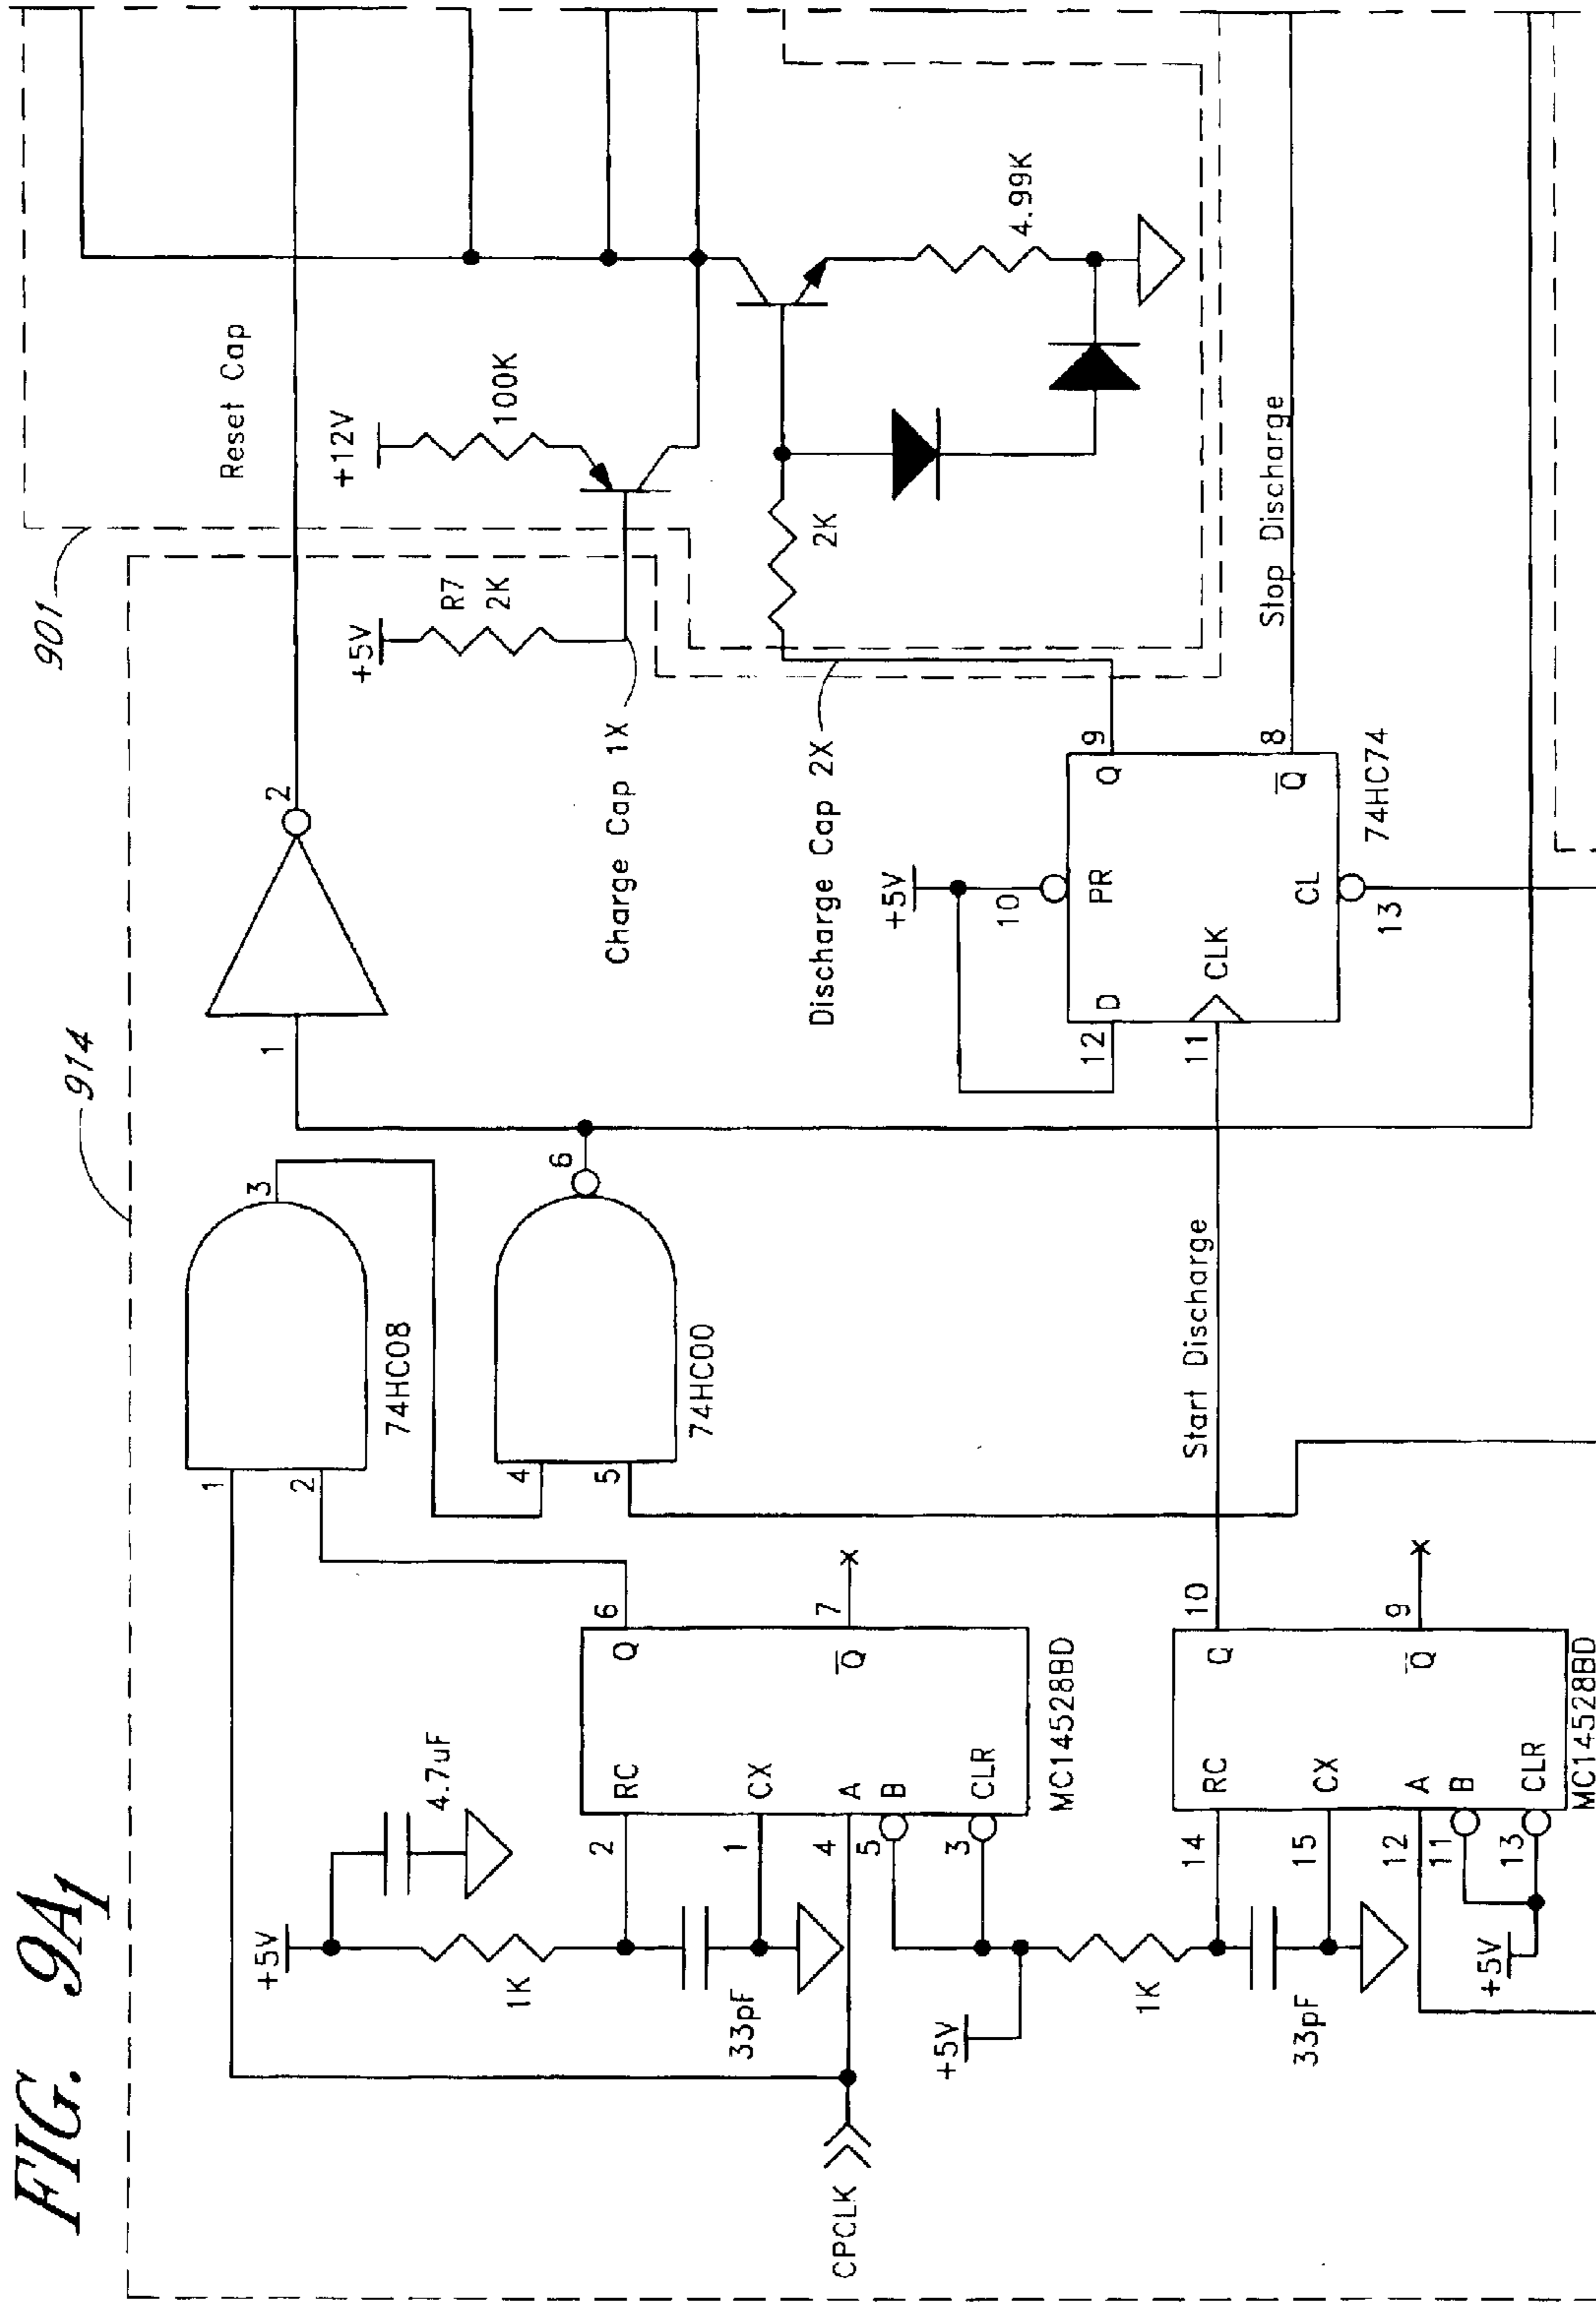 FIG. 9A1
914
901
Reset Cap
+12V
100K
+5V
R7
2K
Charge Cap 1X
4.99K
2K
Discharge Cap 2X
1
2
1
2
3
74HC08
4
5
6
74HC00
+5V
4.7uF
1K
33pF
2
RC
1
CX
4
A
5
B
3
CLR
Q
6
Q
7
MC14528BD
CPCLK
+5V
1K
33pF
+5V
14
RC
15
CX
12
A
11
B
13
CLR
Q
10
Q
9
MC14528BD
Start Discharge
+5V
10
PR
12
D
11
CLK
Q
9
Q
8
CL
13
74HC74
Stop Discharge